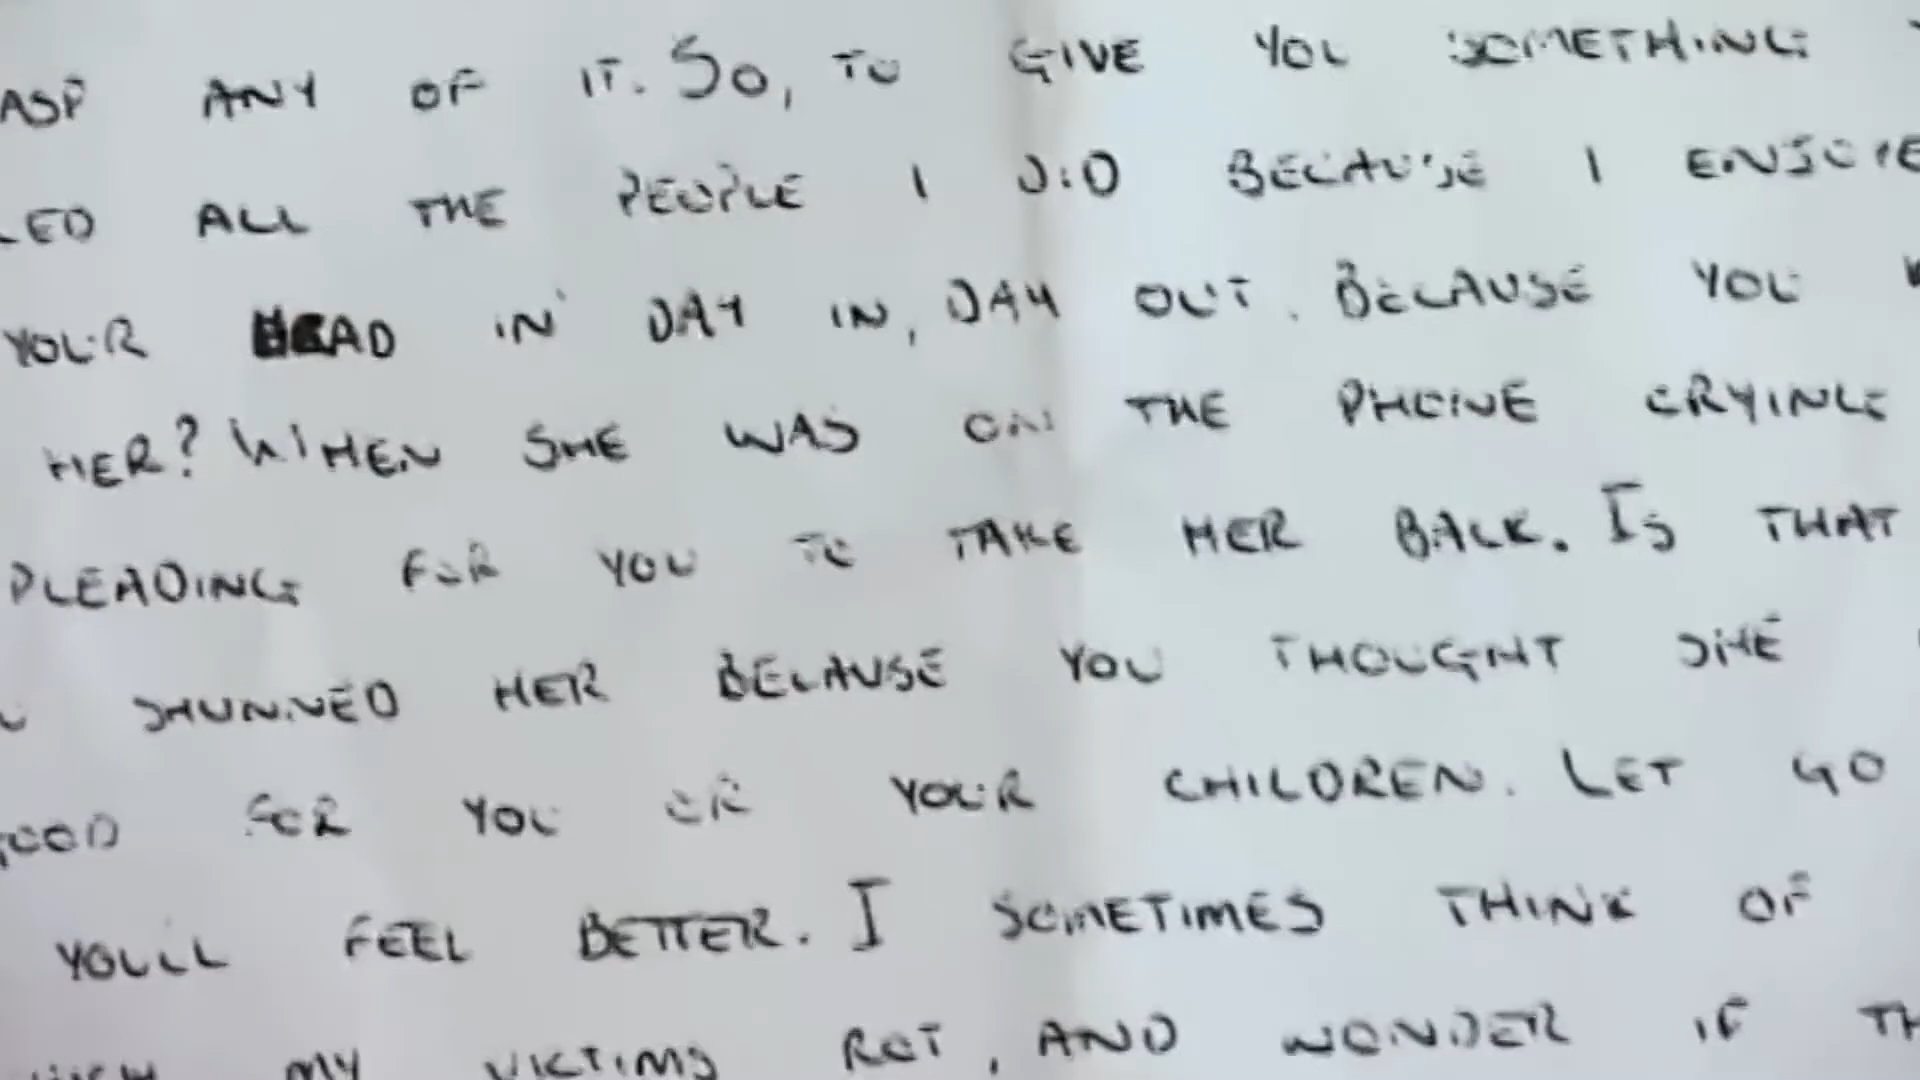 ANY OF IT. SO, TO GIVE YOU SOMETHING
ALL THE PEOPLE I DID BECAUSE I
YOUR HEAD IN DAY IN, DAY OUT. BECAUSE YOU
HER? WHEN SHE WAS ON THE PHONE CRYING
PLEADING FOR YOU TO TAKE HER BACK. IS THAT
SHUNNED HER BECAUSE YOU THOUGHT SHE
GOOD FOR YOU OR YOUR CHILDREN. LET GO
YOULL FEEL BETTER. I SOMETIMES THINK OF
MY VICTIMS ROT, AND WONDER IF